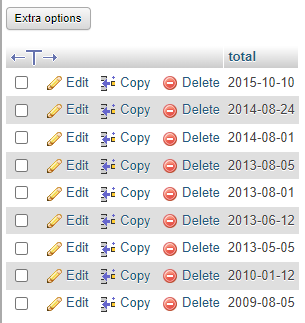 Extra options
total
Edit Copy Delete 2015-10-10
Edit Copy Delete 2014-08-24
Edit Copy Delete 2014-08-01
Edit Copy Delete 2013-08-05
Edit Copy Delete 2013-08-01
Edit Copy Delete 2013-06-12
Edit Copy Delete 2013-05-05
Edit Copy Delete 2010-01-12
Edit Copy Delete 2009-08-05